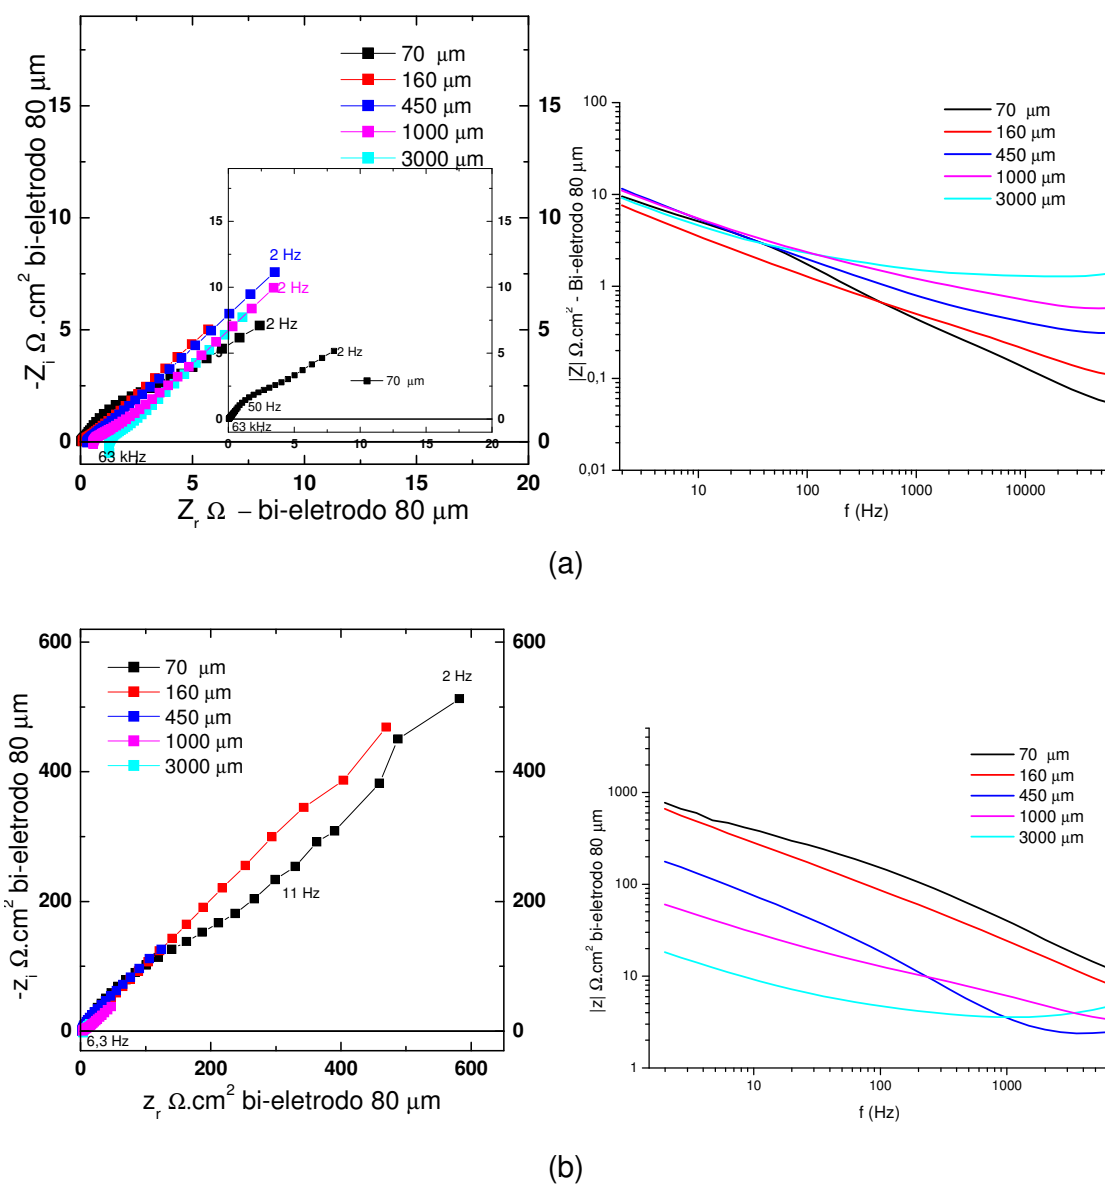 -Z_i Ω.cm² bi-eletrodo 80 μm
15
10
5
0
70 μm
160 μm
450 μm
1000 μm
3000 μm
15
10
5
0
15
10
5
0
15
10
5
0
2 Hz
2 Hz
2 Hz
2 Hz
70 μm
50 Hz
63 kHz
0 5 10 15 20
63 kHz
0 5 10 15 20
Z_r Ω – bi-eletrodo 80 μm
|Z| Ω.cm² - Bi-eletrodo 80 μm
100
10
1
0,1
0,01
70 μm
160 μm
450 μm
1000 μm
3000 μm
10 100 1000 10000
f (Hz)
(a)
-z_i Ω.cm² bi-eletrodo 80 μm
600
400
200
0
70 μm
160 μm
450 μm
1000 μm
3000 μm
2 Hz
11 Hz
6,3 Hz
600
400
200
0
0 200 400 600
z_r Ω.cm² bi-eletrodo 80 μm
|z| Ω.cm² bi-eletrodo 80 μm
1000
100
10
1
70 μm
160 μm
450 μm
1000 μm
3000 μm
10 100 1000
f (Hz)
(b)